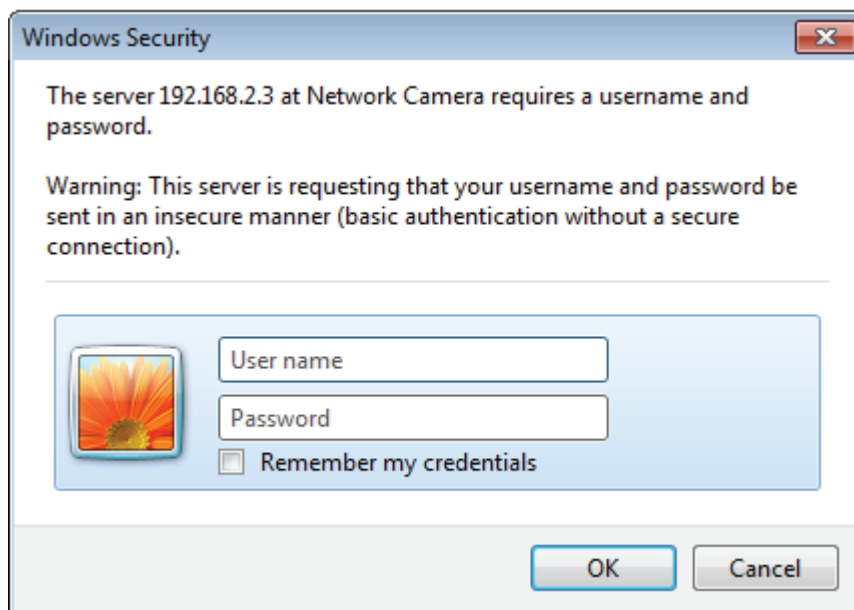 Windows Security
The server 192.168.2.3 at Network Camera requires a username and
password.
Warning: This server is requesting that your username and password be
sent in an insecure manner (basic authentication without a secure
connection).
User name
Password
Remember my credentials
OK
Cancel